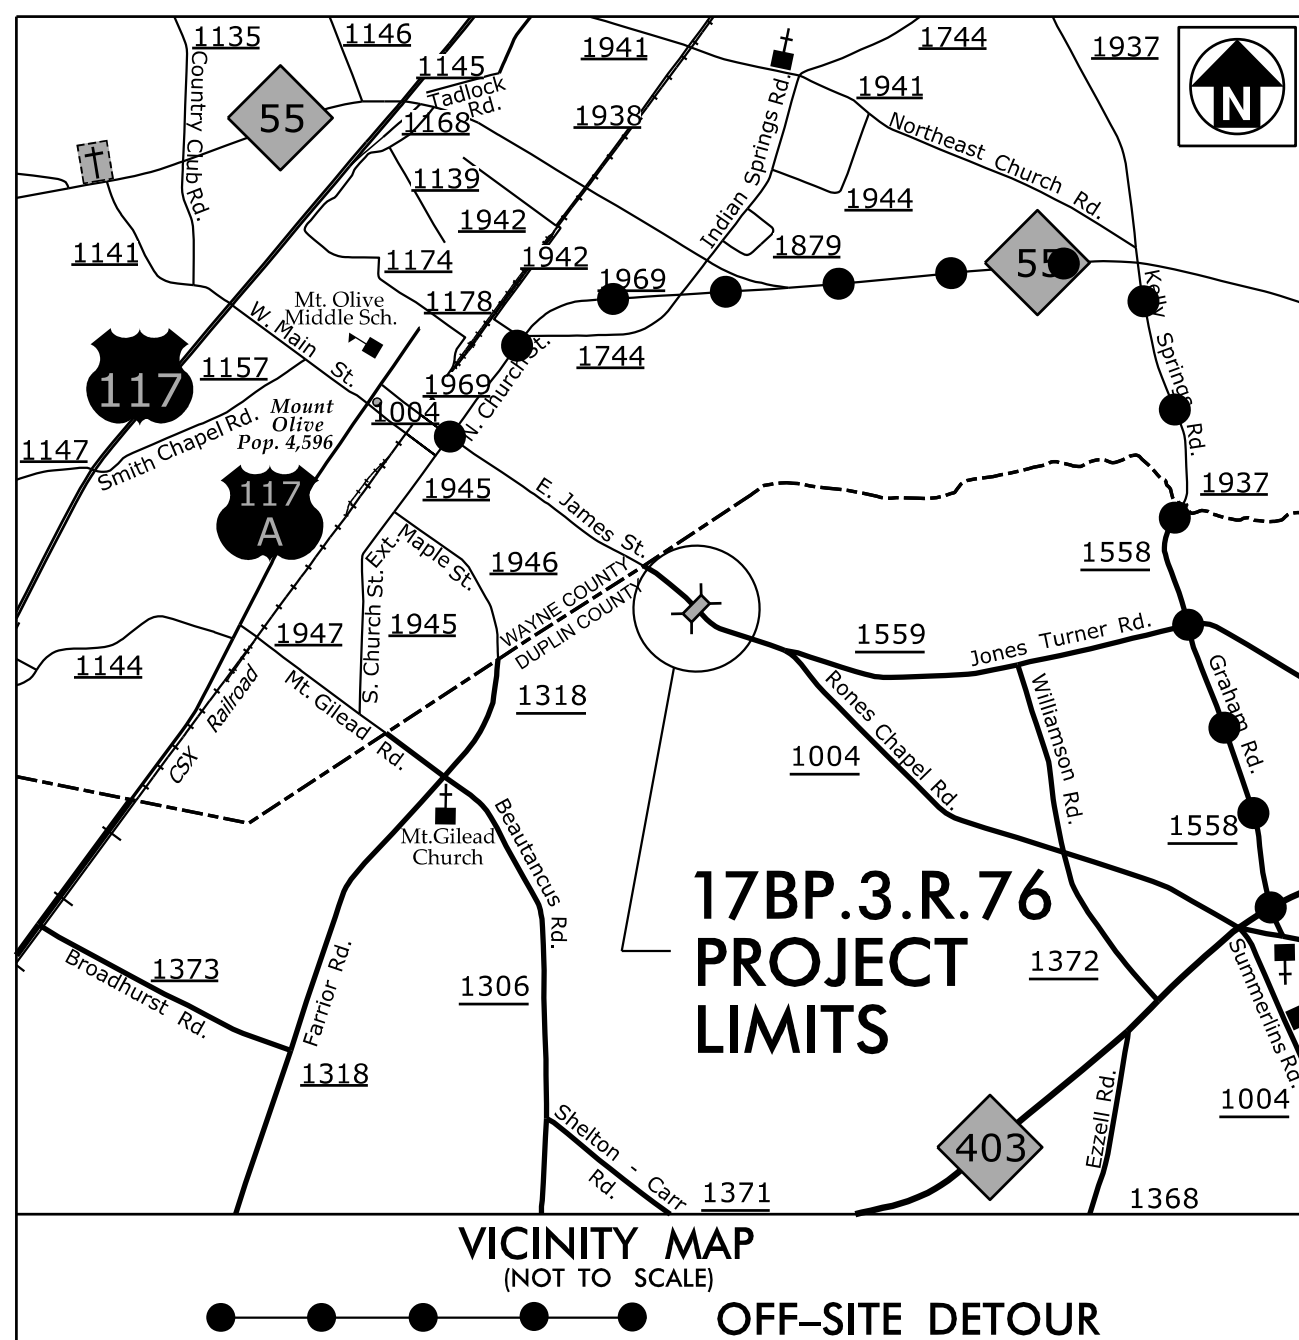 1135
1146
1941
1744
1937
1145
Country Club Rd.
Tadlock
Rd.
55
1168
1938
1941
N
Northeast Church Rd.
Indian Springs Rd.
1139
1942
1944
1141
1174
1942
1879
1969
55
1178
Mt. Olive
Middle Sch.
W. Main St.
Kelly Springs Rd.
1157
117
1744
1969
1004
N. Church St.
Mount
Olive
Pop. 4,596
1147
Smith Chapel Rd.
117
A
1945
E. James St.
1937
Maple St.
1946
1558
WAYNE COUNTY
DUPLIN COUNTY
S. Church St. Ext.
1947
1945
1559
Jones Turner Rd.
1144
CSX Railroad
Mt. Gilead Rd.
1318
Rones Chapel Rd.
Williamson Rd.
Graham Rd.
1004
1558
Mt.Gilead
Church
Beautancus Rd.
17BP.3.R.76
PROJECT
LIMITS
1373
Broadhurst Rd.
Farrior Rd.
1306
1372
Summerlins Rd.
1318
1004
Ezzell Rd.
403
Shelton - Carr
Rd.
1371
1368
VICINITY MAP
(NOT TO SCALE)
OFF-SITE DETOUR